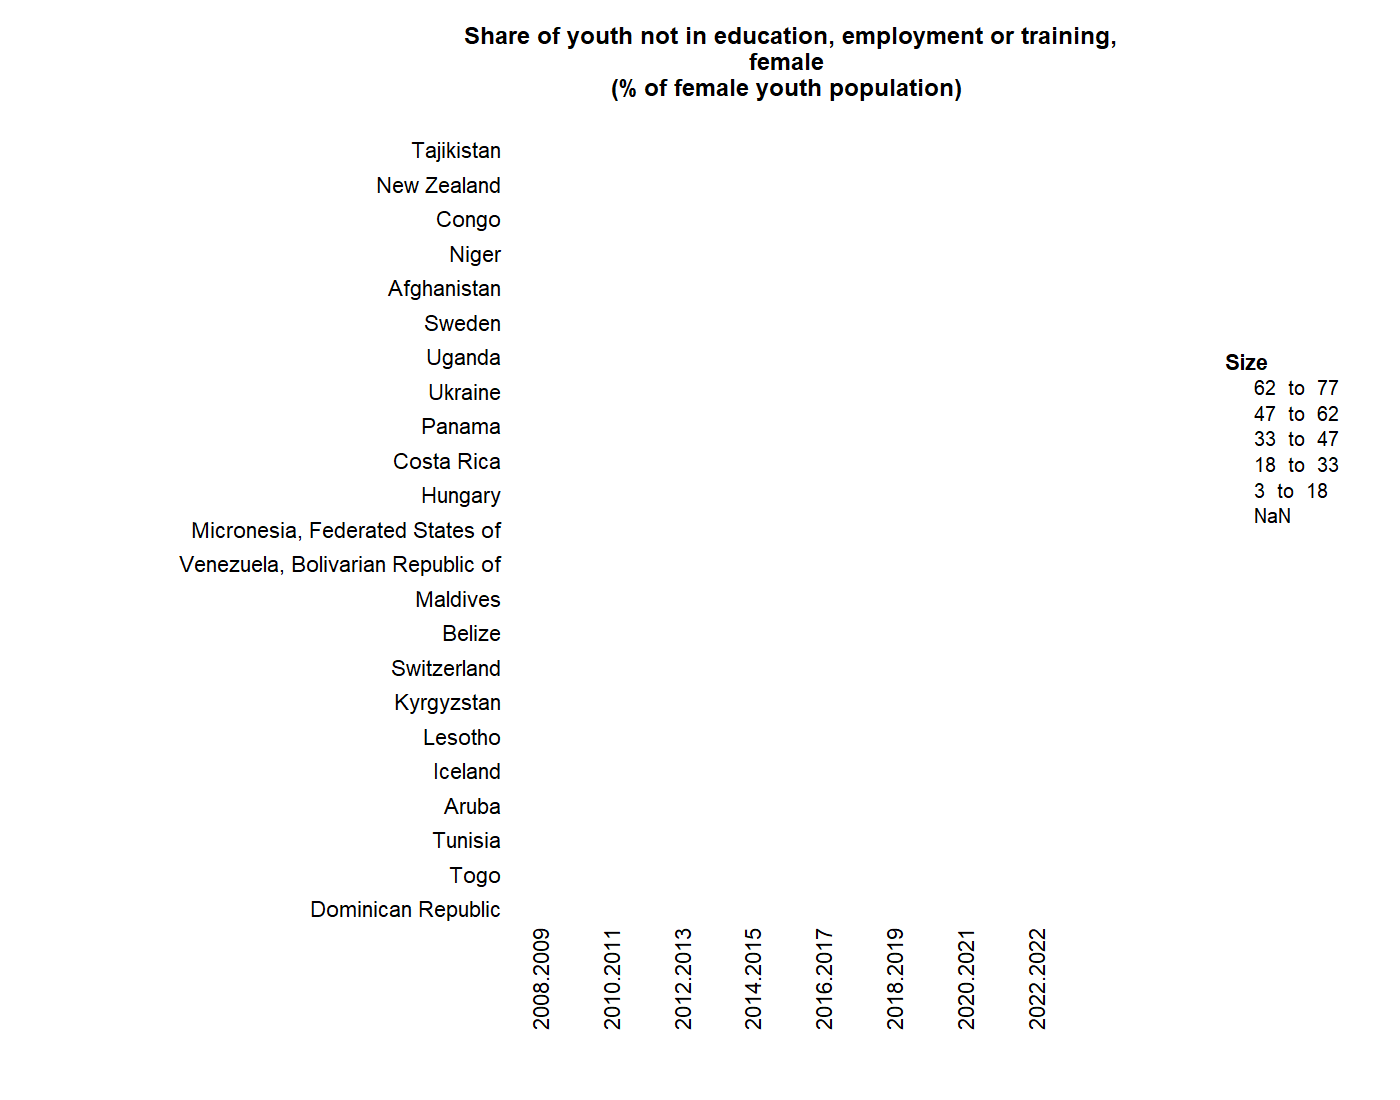 Share of youth not in education, employment or training,
female
(% of female youth population)
Tajikistan
New Zealand
Congo
Niger
Afghanistan
Sweden
Uganda
Ukraine
Panama
Costa Rica
Hungary
Micronesia, Federated States of
Venezuela, Bolivarian Republic of
Maldives
Belize
Switzerland
Kyrgyzstan
Lesotho
Iceland
Aruba
Tunisia
Togo
Dominican Republic
2008.2009
2010.2011
2012.2013
2014.2015
2016.2017
2018.2019
2020.2021
2022.2022
Size
62 to 77
47 to 62
33 to 47
18 to 33
3 to 18
NaN